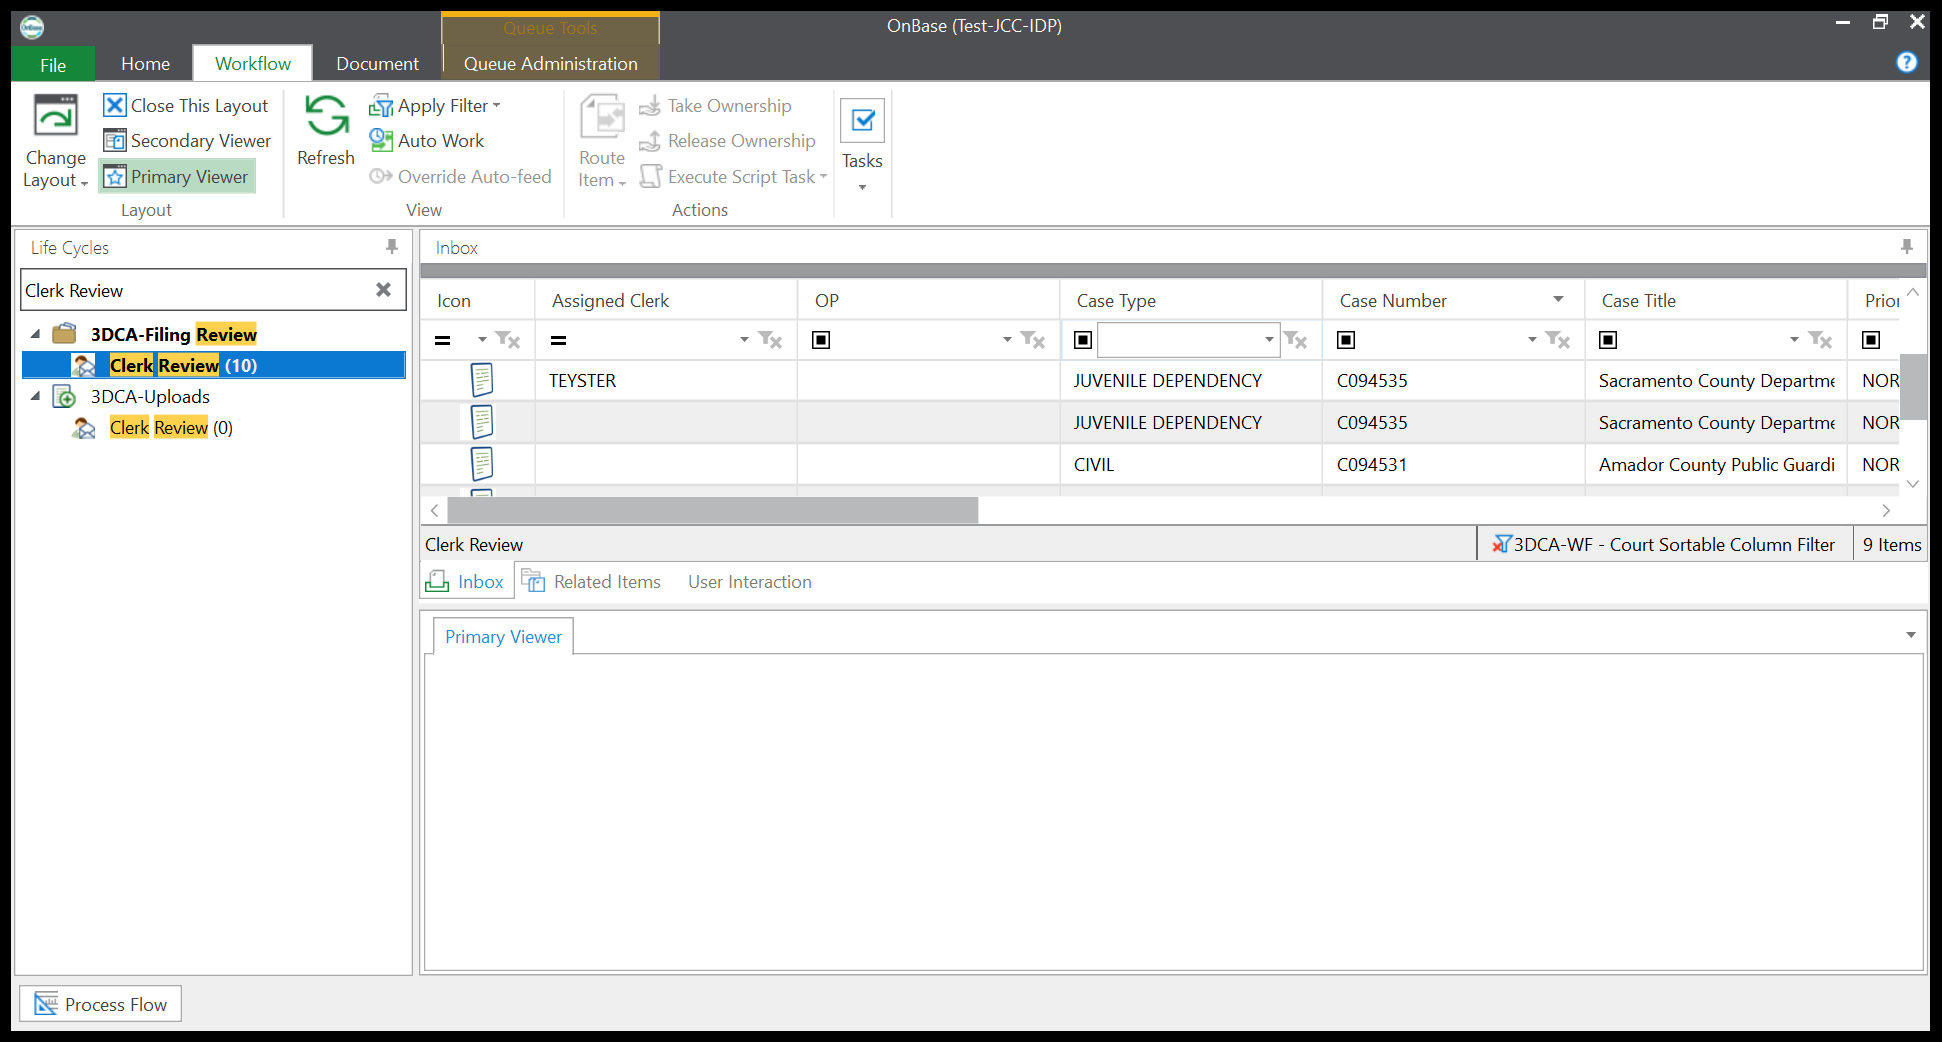 Queue Tools
OnBase (Test-JCC-IDP)
File
Home
Workflow
Document
Queue Administration
Change Layout
Close This Layout
Secondary Viewer
Primary Viewer
Layout
Refresh
Apply Filter
Auto Work
Override Auto-feed
View
Route Item
Take Ownership
Release Ownership
Execute Script Task
Actions
Tasks
Life Cycles
Clerk Review
3DCA-Filing Review
Clerk Review (10)
3DCA-Uploads
Clerk Review (0)
Inbox
Icon Assigned Clerk OP Case Type Case Number Case Title Prior
TEYSTER JUVENILE DEPENDENCY C094535 Sacramento County Departme NOR
JUVENILE DEPENDENCY C094535 Sacramento County Departme NOR
CIVIL C094531 Amador County Public Guardi NOR
Clerk Review
3DCA-WF - Court Sortable Column Filter
9 Items
Inbox
Related Items
User Interaction
Primary Viewer
Process Flow